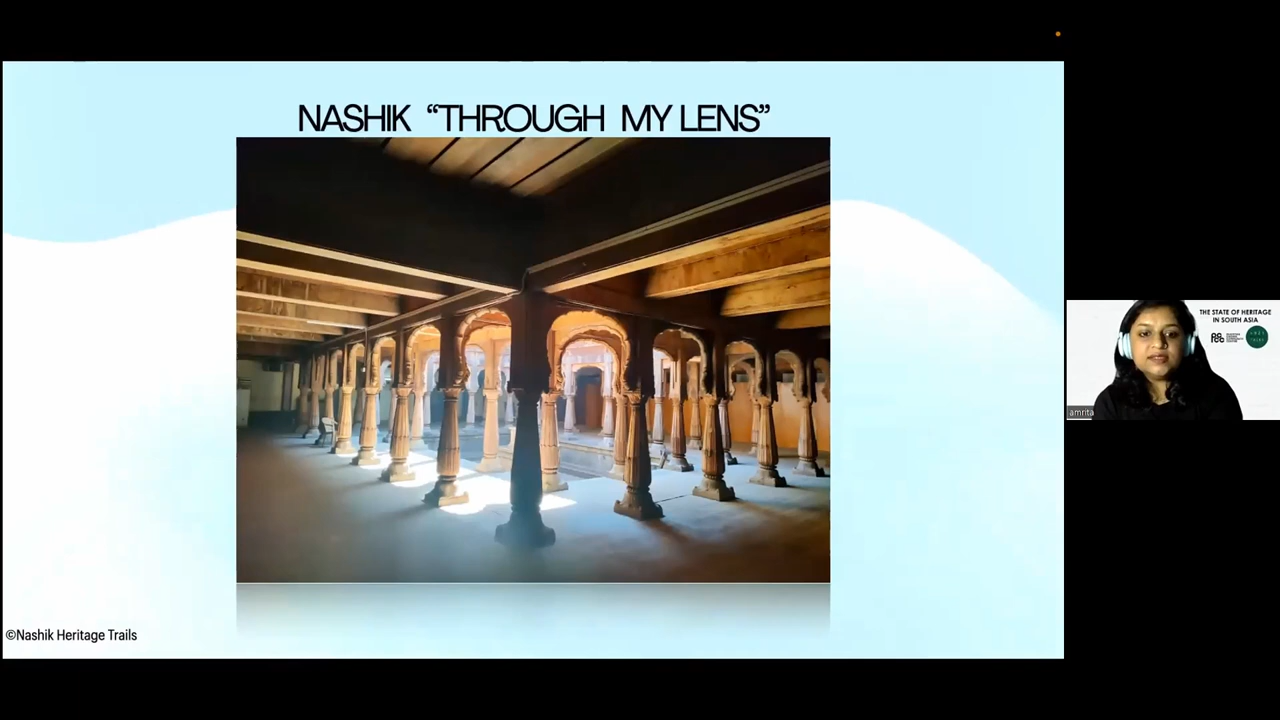 NASHIK “THROUGH MY LENS”
©Nashik Heritage Trails
THE STATE OF HERITAGE
IN SOUTH ASIA
amrita